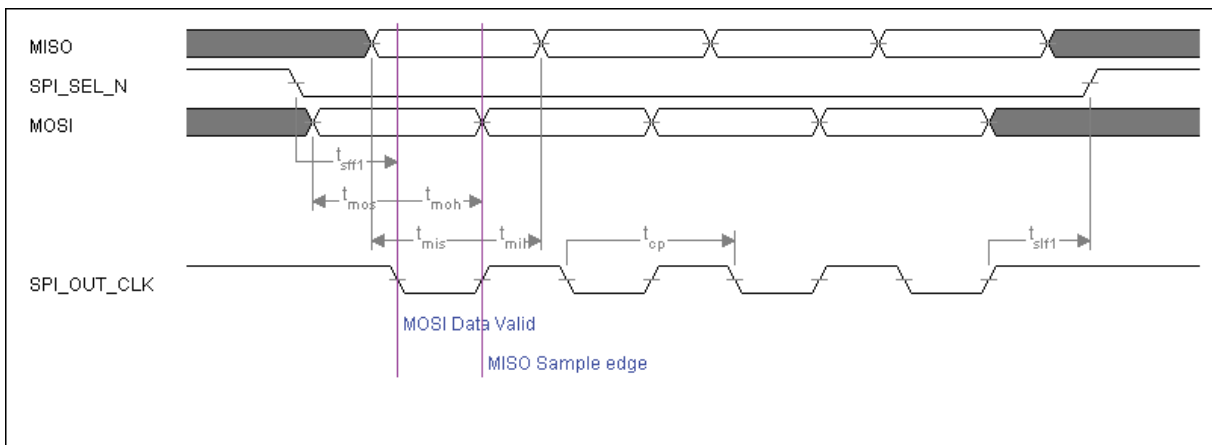 MISO
SPI_SEL_N
MOSI
tsff1
tmos
tmoh
tmis
tmih
tcp
tslf1
SPI_OUT_CLK
MOSI Data Valid
MISO Sample edge